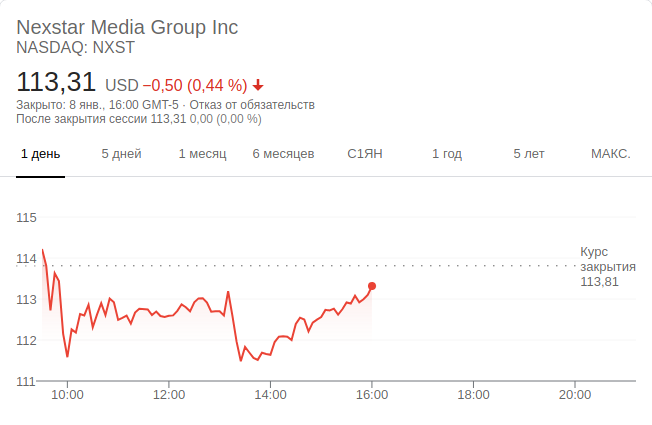 Nexstar Media Group Inc
NASDAQ: NXST
113,31 USD −0,50 (0,44 %)
Закрыто: 8 янв., 16:00 GMT-5 · Отказ от обязательств
После закрытия сессии 113,31 0,00 (0,00 %)
1 день 5 дней 1 месяц 6 месяцев С1ЯН 1 год 5 лет МАКС.
115
114
113
112
111
Курс
закрытия
113,81
10:00 12:00 14:00 16:00 18:00 20:00